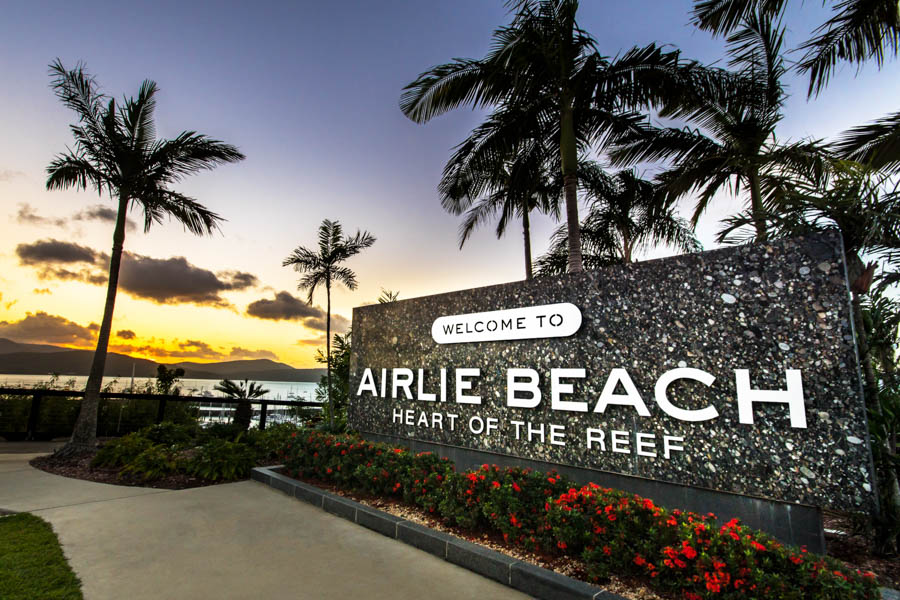 WELCOME TO
AIRLIE BEACH
HEART OF THE REEF